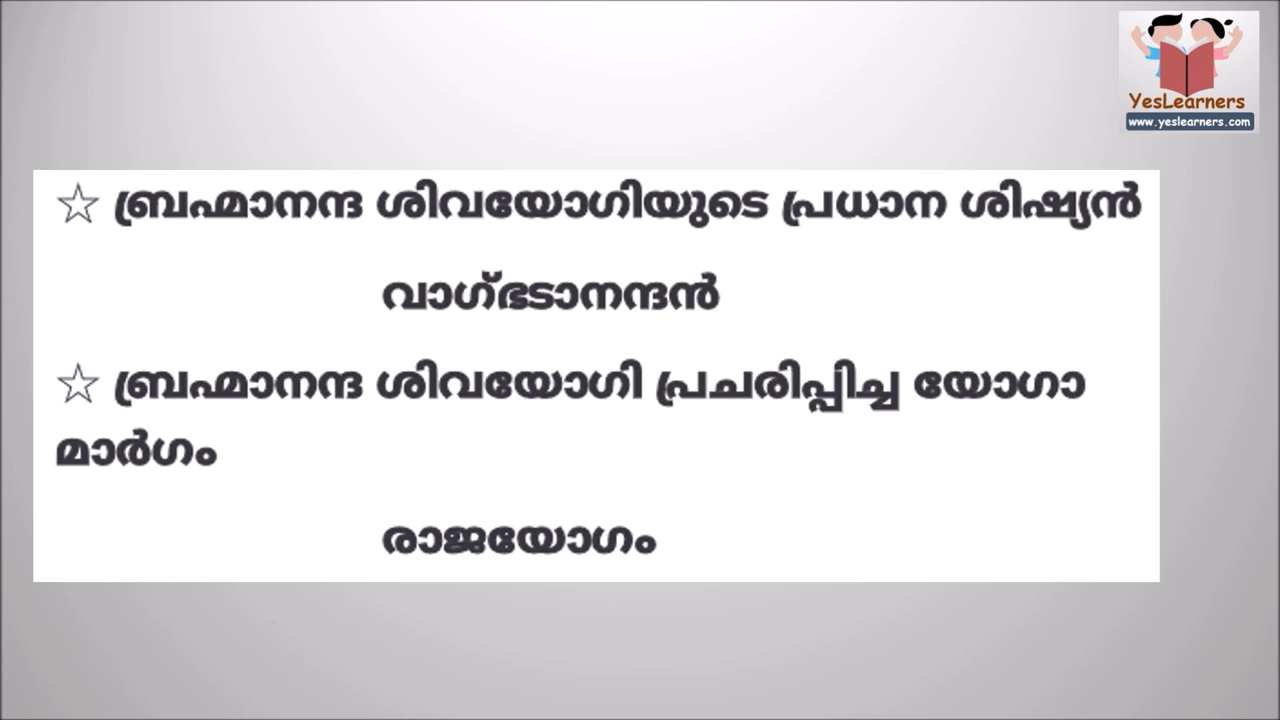 YesLearners
www.yeslearners.com
☆ ബ്രഹ്മാനന്ദ ശിവയോഗിയുടെ പ്രധാന ശിഷ്യൻ
വാഗ്ഭടാനന്ദൻ
☆ ബ്രഹ്മാനന്ദ ശിവയോഗി പ്രചരിപ്പിച്ച യോഗാ
മാർഗം
രാജയോഗം